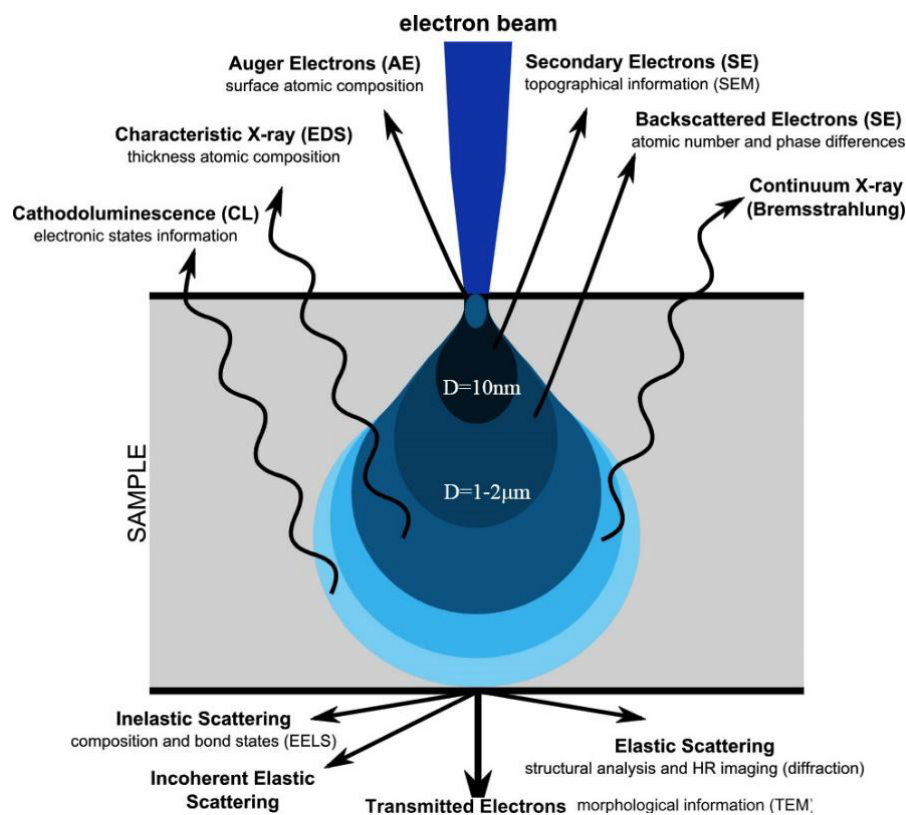 electron beam
Auger Electrons (AE)
surface atomic composition
Secondary Electrons (SE)
topographical information (SEM)
Characteristic X-ray (EDS)
thickness atomic composition
Backscattered Electrons (SE)
atomic number and phase differences
Cathodoluminescence (CL)
electronic states information
Continuum X-ray
(Bremsstrahlung)
D=10nm
D=1-2μm
SAMPLE
Inelastic Scattering
composition and bond states (EELS)
Incoherent Elastic
Scattering
Elastic Scattering
structural analysis and HR imaging (diffraction)
Transmitted Electrons morphological information (TEM)